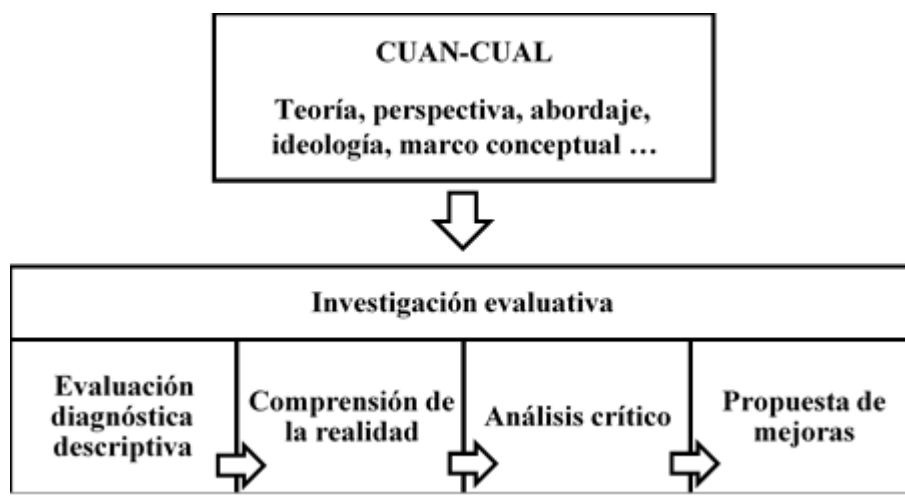 CUAN-CUAL
Teoría, perspectiva, abordaje,
ideología, marco conceptual …
Investigación evaluativa
Evaluación
diagnóstica
descriptiva
Comprensión de
la realidad
Análisis crítico
Propuesta de
mejoras